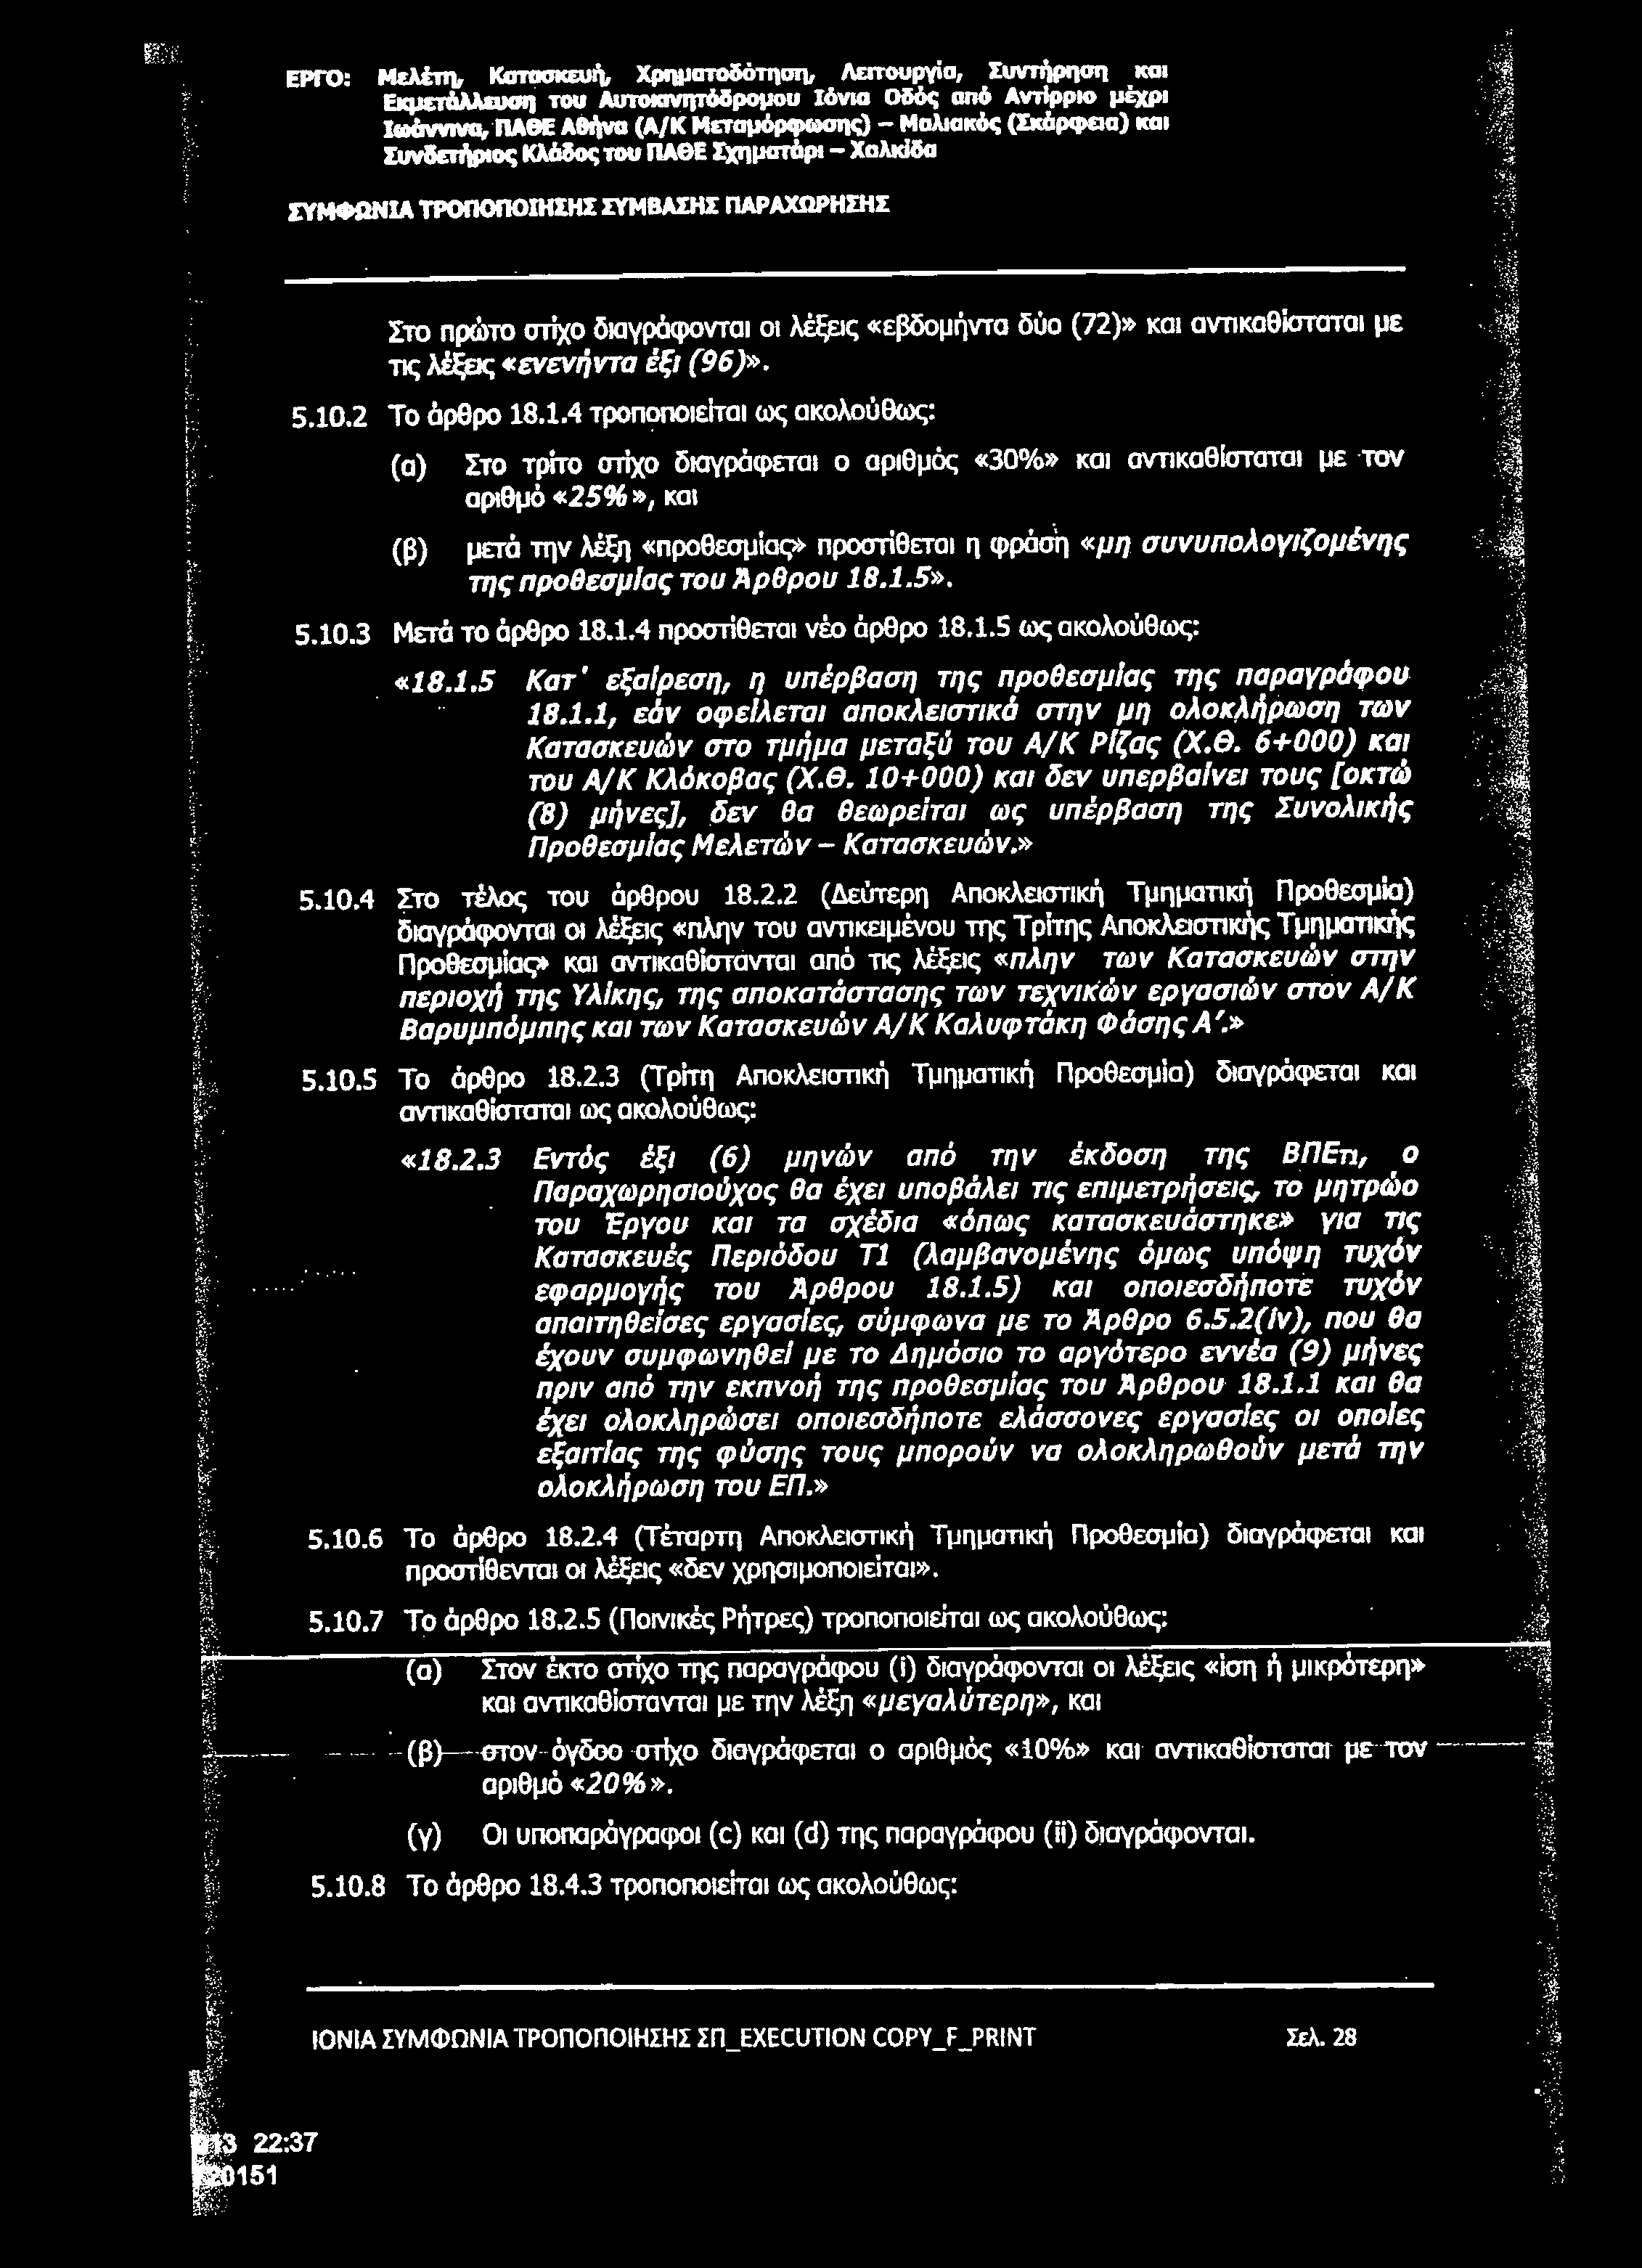 ΕΡΓΟ: Μελέτη, Κατασκευή, Χρηματοδότηση, Λειτουργία, Συντήρηση και
Εκμετάλλευση του Αυτοκινητόδρομου Ιόνια Οδός από Αντίρριο μέχρι
Ιωάννινα, ΠΑΘΕ Αθήνα (Α/Κ Μεταμόρφωσης) – Μαλιακός (Σκάρφεια) και
Συνδετήριος Κλάδος του ΠΑΘΕ Σχηματάρι – Χαλκίδα
ΣΥΜΦΩΝΙΑ ΤΡΟΠΟΠΟΙΗΣΗΣ ΣΥΜΒΑΣΗΣ ΠΑΡΑΧΩΡΗΣΗΣ
Στο πρώτο στίχο διαγράφονται οι λέξεις «εβδομήντα δύο (72)» και αντικαθίσταται με
τις λέξεις «ενενήντα έξι (96)».
5.10.2 Το άρθρο 18.1.4 τροποποιείται ως ακολούθως:
(α) Στο τρίτο στίχο διαγράφεται ο αριθμός «30%» και αντικαθίσταται με τον
αριθμό «25%», και
(β) μετά την λέξη «προθεσμίας» προστίθεται η φράση «μη συνυπολογιζομένης
της προθεσμίας του Άρθρου 18.1.5».
5.10.3 Μετά το άρθρο 18.1.4 προστίθεται νέο άρθρο 18.1.5 ως ακολούθως:
«18.1.5 Κατ' εξαίρεση, η υπέρβαση της προθεσμίας της παραγράφου
18.1.1, εάν οφείλεται αποκλειστικά στην μη ολοκλήρωση των
Κατασκευών στο τμήμα μεταξύ του Α/Κ Ρίζας (Χ.Θ. 6+000) και
του Α/Κ Κλόκοβας (Χ.Θ. 10+000) και δεν υπερβαίνει τους [οκτώ
(8) μήνες], δεν θα θεωρείται ως υπέρβαση της Συνολικής
Προθεσμίας Μελετών – Κατασκευών.»
5.10.4 Στο τέλος του άρθρου 18.2.2 (Δεύτερη Αποκλειστική Τμηματική Προθεσμία)
διαγράφονται οι λέξεις «πλην του αντικειμένου της Τρίτης Αποκλειστικής Τμηματικής
Προθεσμίας» και αντικαθίστανται από τις λέξεις «πλην των Κατασκευών στην
περιοχή της Υλίκης, της αποκατάστασης των τεχνικών εργασιών στον Α/Κ
Βαρυμπόμπης και των Κατασκευών Α/Κ Καλυφτάκη Φάσης Α'.»
5.10.5 Το άρθρο 18.2.3 (Τρίτη Αποκλειστική Τμηματική Προθεσμία) διαγράφεται και
αντικαθίσταται ως ακολούθως:
«18.2.3 Εντός έξι (6) μηνών από την έκδοση της ΒΠΕτι, ο
Παραχωρησιούχος θα έχει υποβάλει τις επιμετρήσεις, το μητρώο
του Έργου και τα σχέδια «όπως κατασκευάστηκε» για τις
Κατασκευές Περιόδου Τ1 (λαμβανομένης όμως υπόψη τυχόν
εφαρμογής του Άρθρου 18.1.5) και οποιεσδήποτε τυχόν
απαιτηθείσες εργασίες, σύμφωνα με το Άρθρο 6.5.2(iv), που θα
έχουν συμφωνηθεί με το Δημόσιο το αργότερο εννέα (9) μήνες
πριν από την εκπνοή της προθεσμίας του Άρθρου 18.1.1 και θα
έχει ολοκληρώσει οποιεσδήποτε ελάσσονες εργασίες οι οποίες
εξαιτίας της φύσης τους μπορούν να ολοκληρωθούν μετά την
ολοκλήρωση του ΕΠ.»
5.10.6 Το άρθρο 18.2.4 (Τέταρτη Αποκλειστική Τμηματική Προθεσμία) διαγράφεται και
προστίθενται οι λέξεις «δεν χρησιμοποιείται».
5.10.7 Το άρθρο 18.2.5 (Ποινικές Ρήτρες) τροποποιείται ως ακολούθως:
(α) Στον έκτο στίχο της παραγράφου (i) διαγράφονται οι λέξεις «ίση ή μικρότερη»
και αντικαθίστανται με την λέξη «μεγαλύτερη», και
(β) στον όγδοο στίχο διαγράφεται ο αριθμός «10%» και αντικαθίσταται με τον
αριθμό «20%».
(γ) Οι υποπαράγραφοι (c) και (d) της παραγράφου (ii) διαγράφονται.
5.10.8 Το άρθρο 18.4.3 τροποποιείται ως ακολούθως:
ΙΟΝΙΑ ΣΥΜΦΩΝΙΑ ΤΡΟΠΟΠΟΙΗΣΗΣ ΣΠ_EXECUTION COPY_F_PRINT Σελ. 28
13 22:37
20151